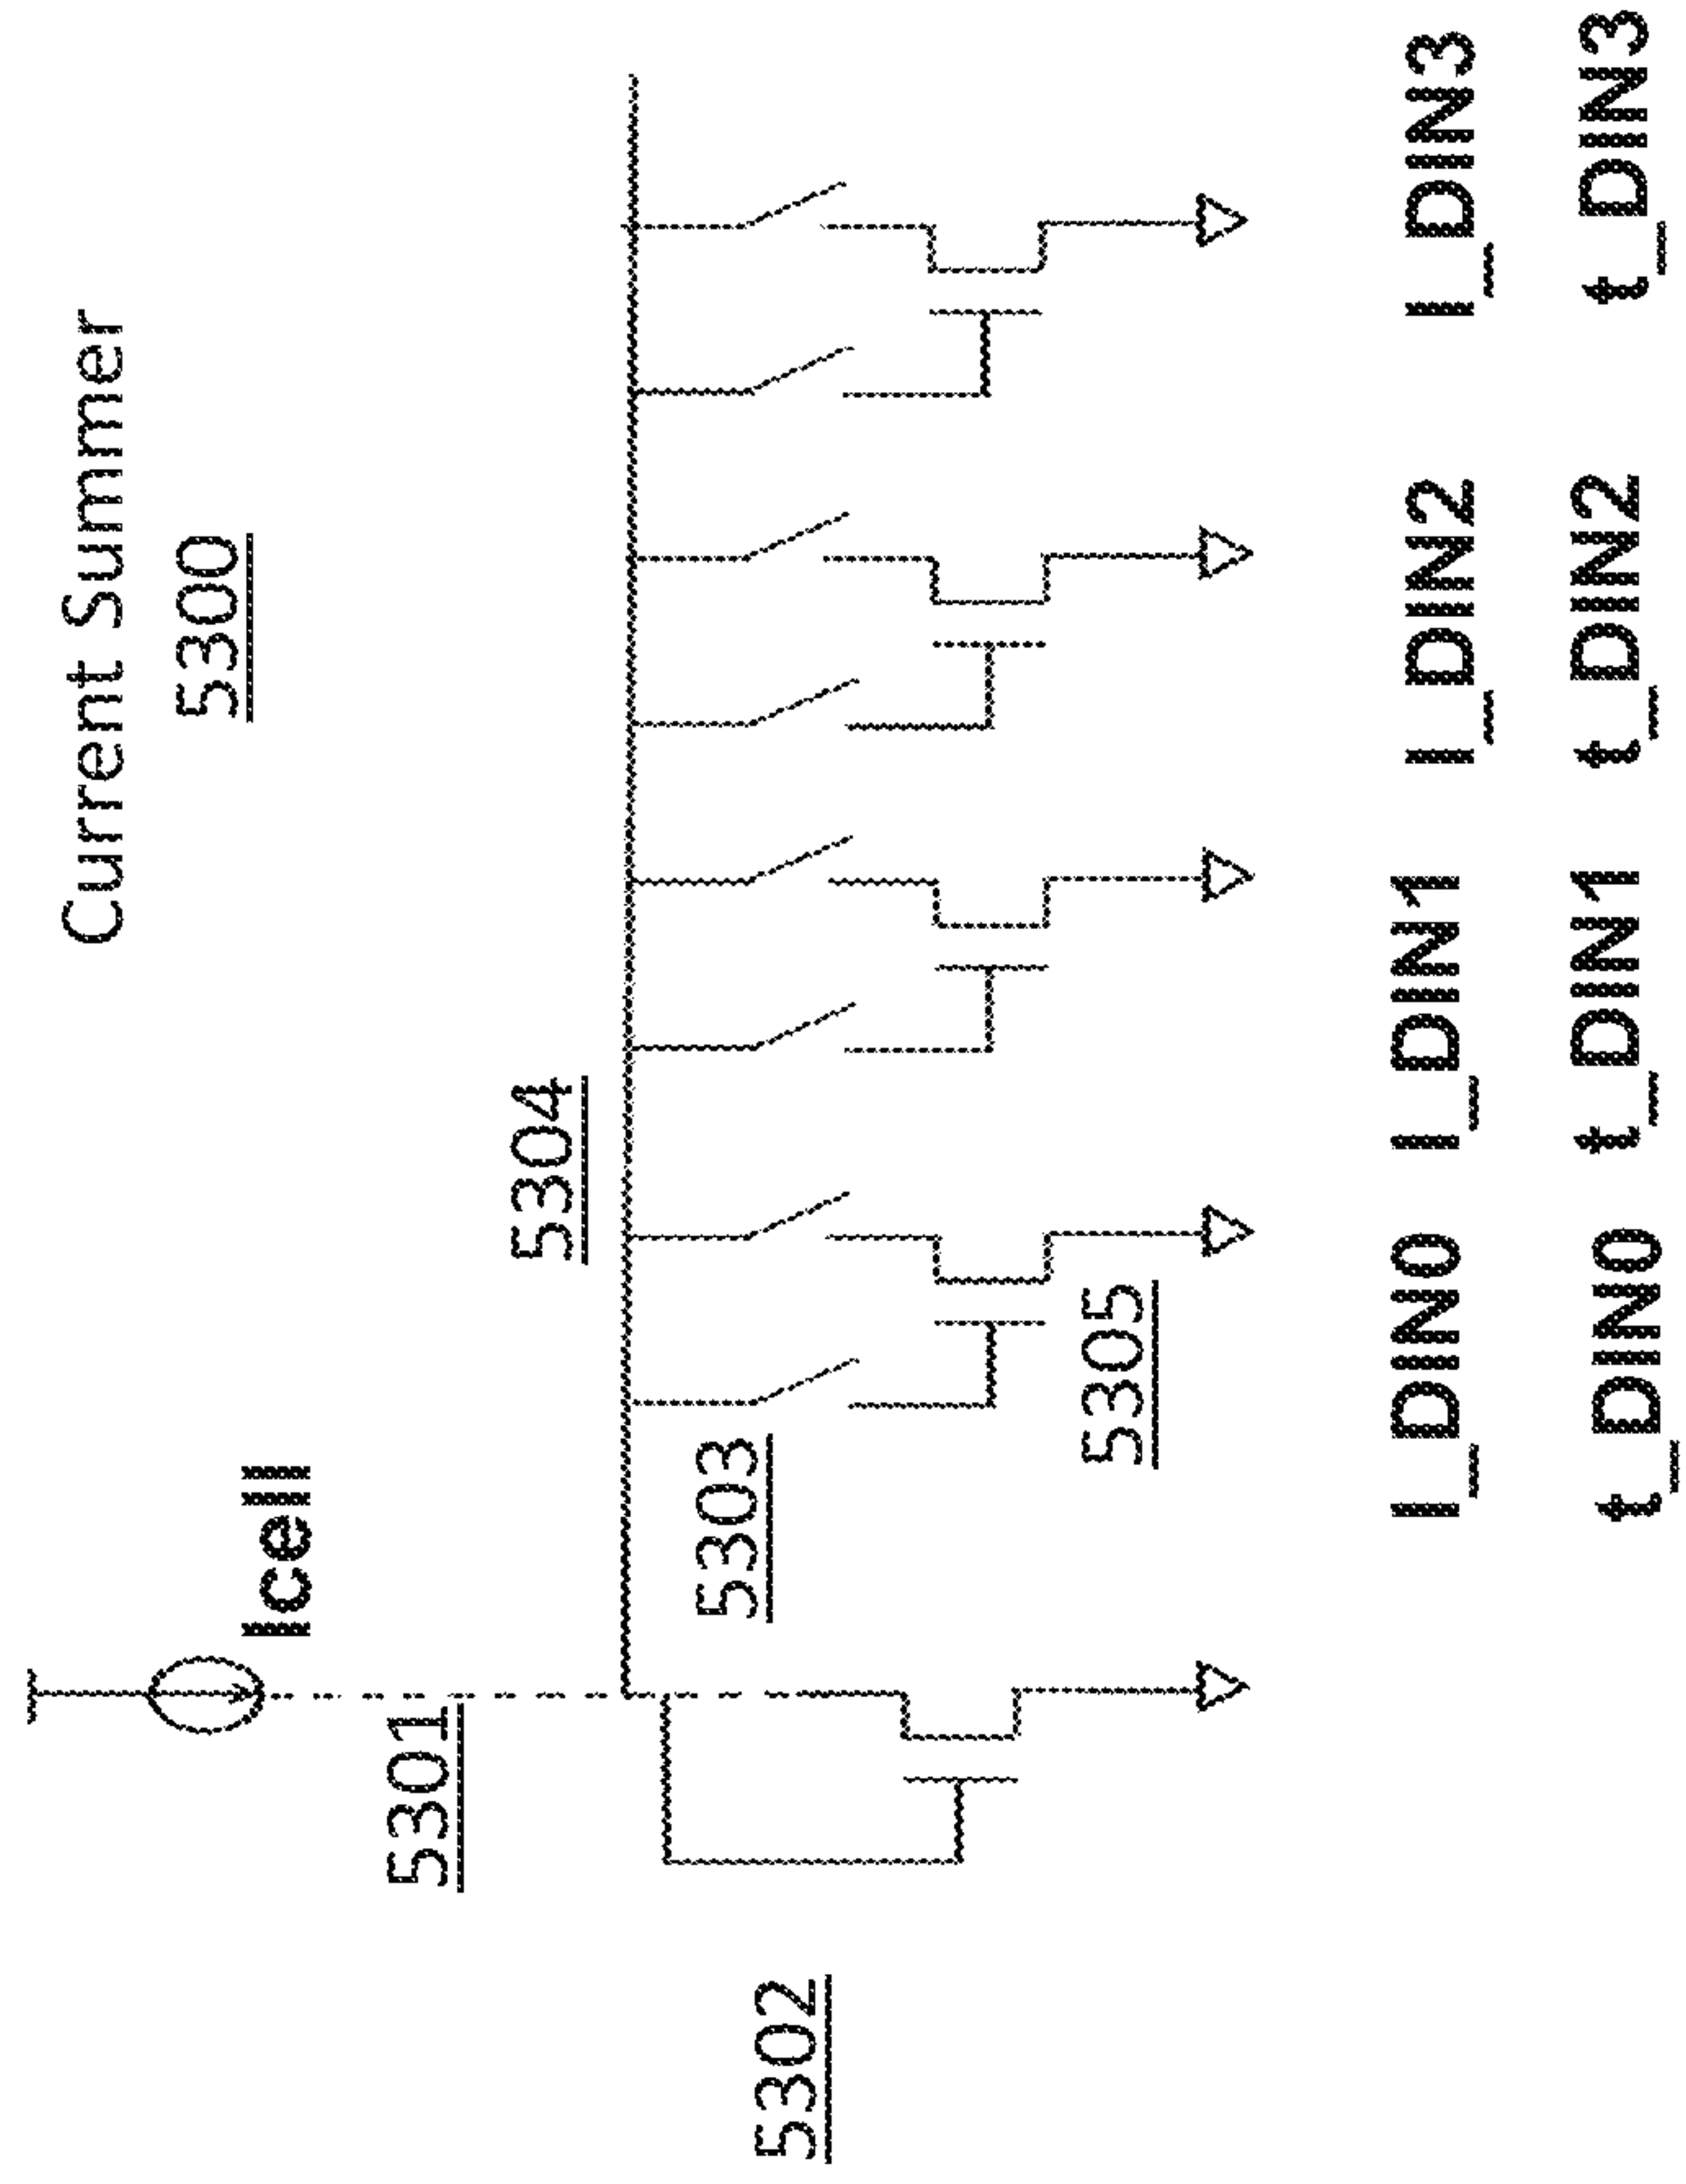 Current Summer
5300
Icell
5301
5304
5302
5303
5305
I_DIN0 I_DIN1 I_DIN2 I_DIN3
t_DIN0 t_DIN1 t_DIN2 t_DIN3